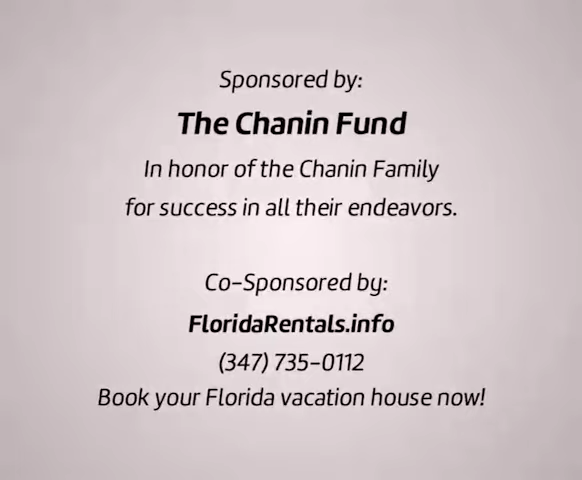 Sponsored by:
The Chanin Fund
In honor of the Chanin Family
for success in all their endeavors.
Co-Sponsored by:
FloridaRentals.info
(347) 735-0112
Book your Florida vacation house now!